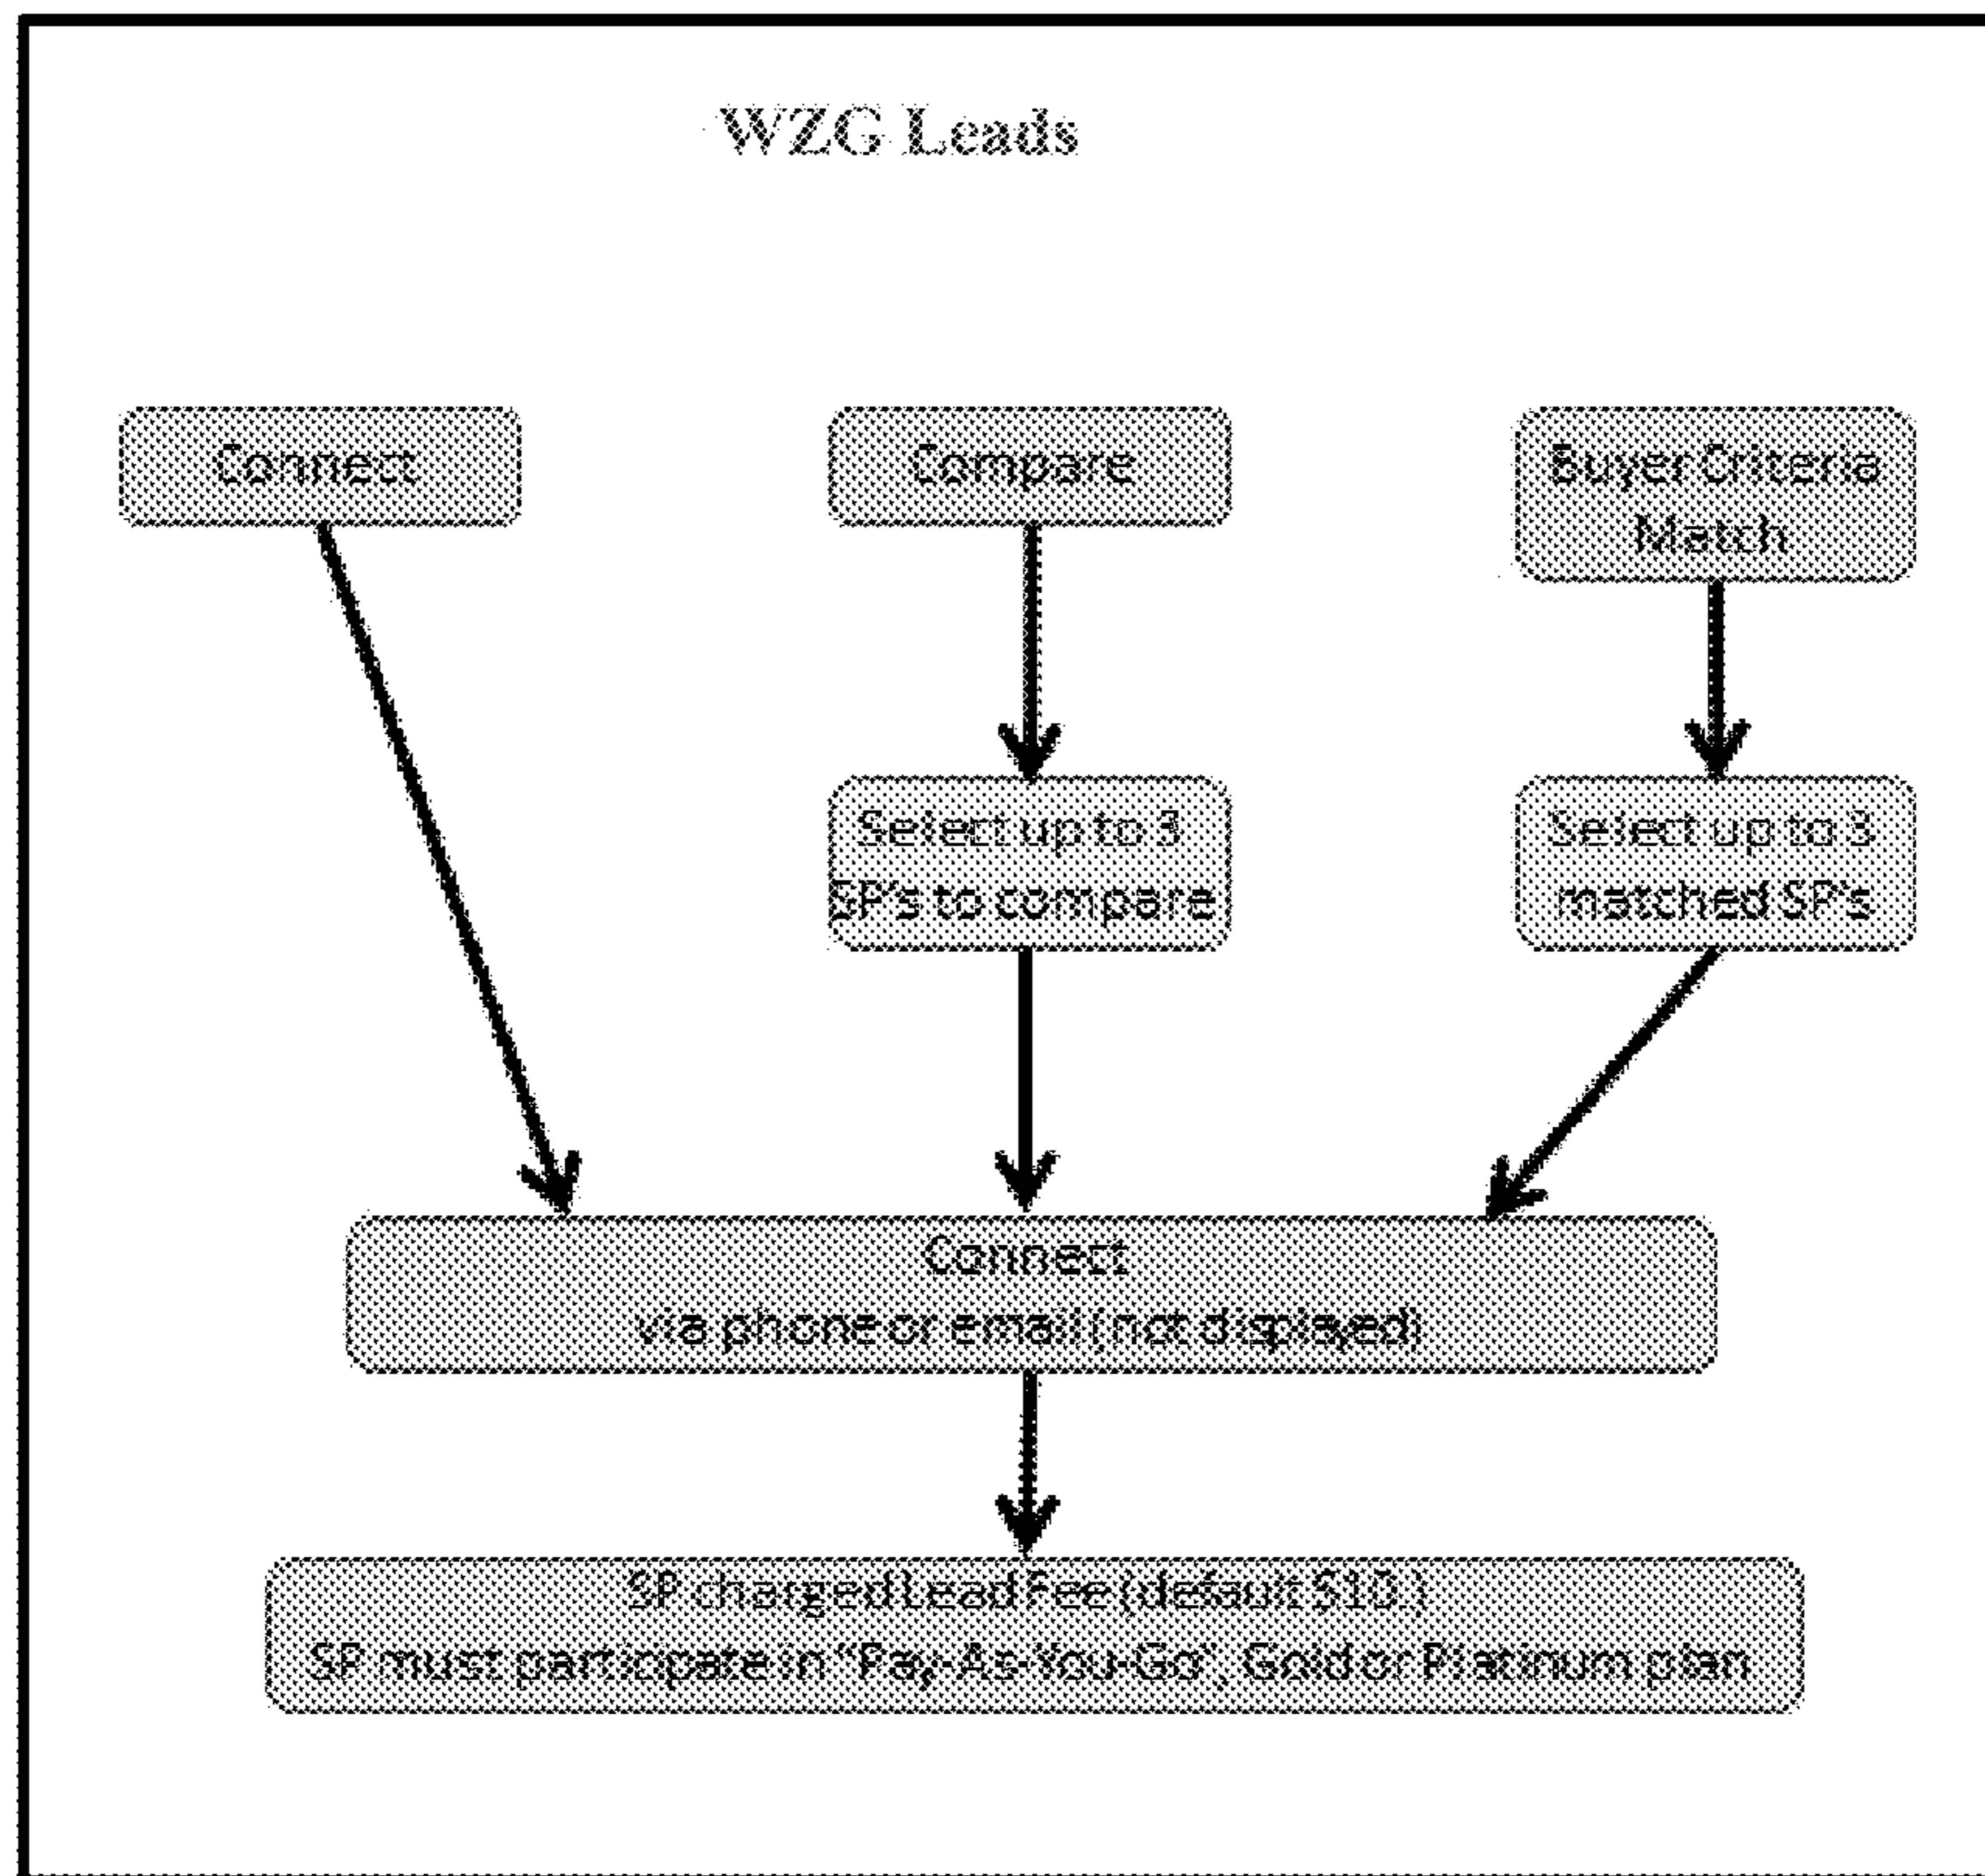 WZG Leads
Connect
Compare
Buyer Criteria
Match
Select up to 3
SP's to compare
Select up to 3
matched SP's
Connect
via phone or email (not displayed)
SP charged Lead Fee (default $10.)
SP must participate in "Pay-As-You-Go", Gold or Platinum plan